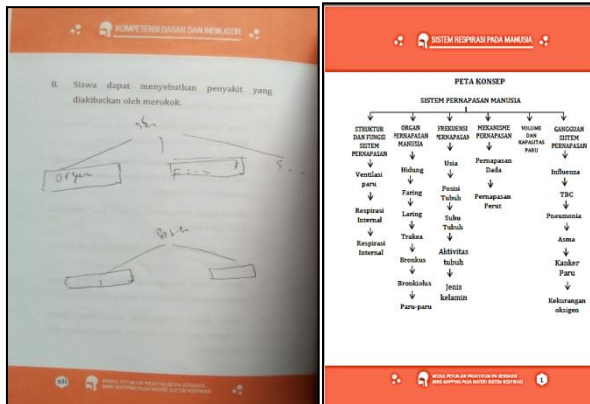 KOMPETENSI DASAR DAN INDIKATOR
8. Siswa dapat menyebutkan penyakit yang
diakibatkan oleh merokok.
Organ
xii
MODUL PETUNJUK PRAKTIKUM IPA BERBASIS
MIND MAPPING PADA MATERI SISTEM RESPIRASI
SISTEM RESPIRASI PADA MANUSIA
PETA KONSEP
SISTEM PERNAPASAN MANUSIA
STRUKTUR
DAN FUNGSI
SISTEM
PERNAPASAN
Ventilasi
paru
Respirasi
Internal
Respirasi
Internal
ORGAN
PERNAPASAN
MANUSIA
Hidung
Faring
Laring
Trakea
Bronkus
Bronkiolus
Paru-paru
FREKUENSI
PERNAPASAN
Usia
Posisi
Tubuh
Suhu
Tubuh
Aktivitas
tubuh
Jenis
kelamin
MEKANISME
PERNAPASAN
Pernapasan
Dada
Pernapasan
Perut
VOLUME
DAN
KAPASITAS
PARU
GANGGUAN
SISTEM
PERNAPASAN
Influenza
TBC
Pneumonia
Asma
Kanker
Paru
Kekurangan
oksigen
MODUL PETUNJUK PRAKTIKUM IPA BERBASIS
MIND MAPPING PADA MATERI SISTEM RESPIRASI
1